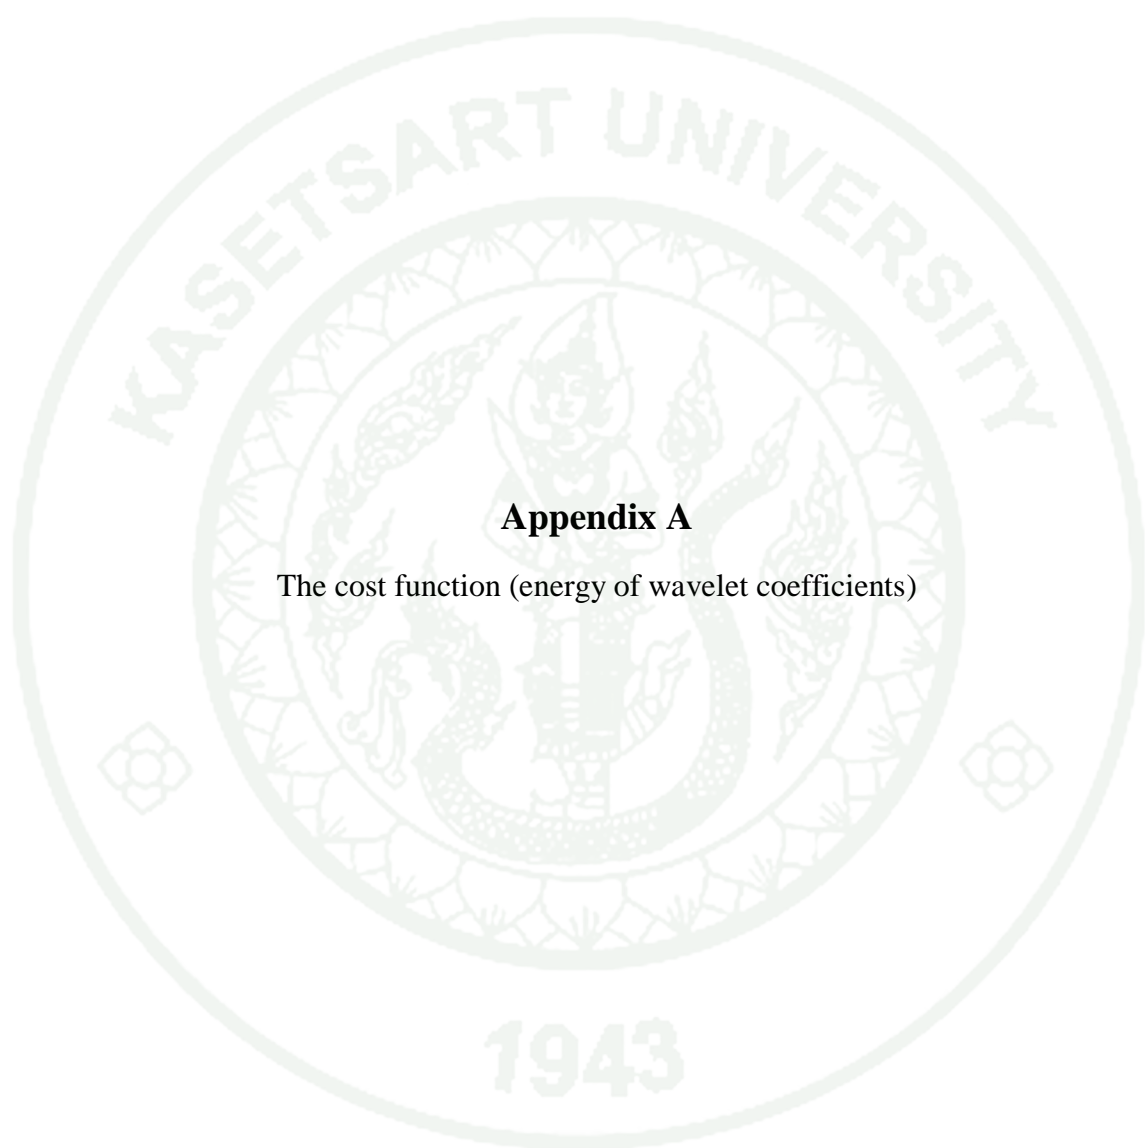 KASETSART UNIVERSITY
Appendix A
The cost function (energy of wavelet coefficients)
1943